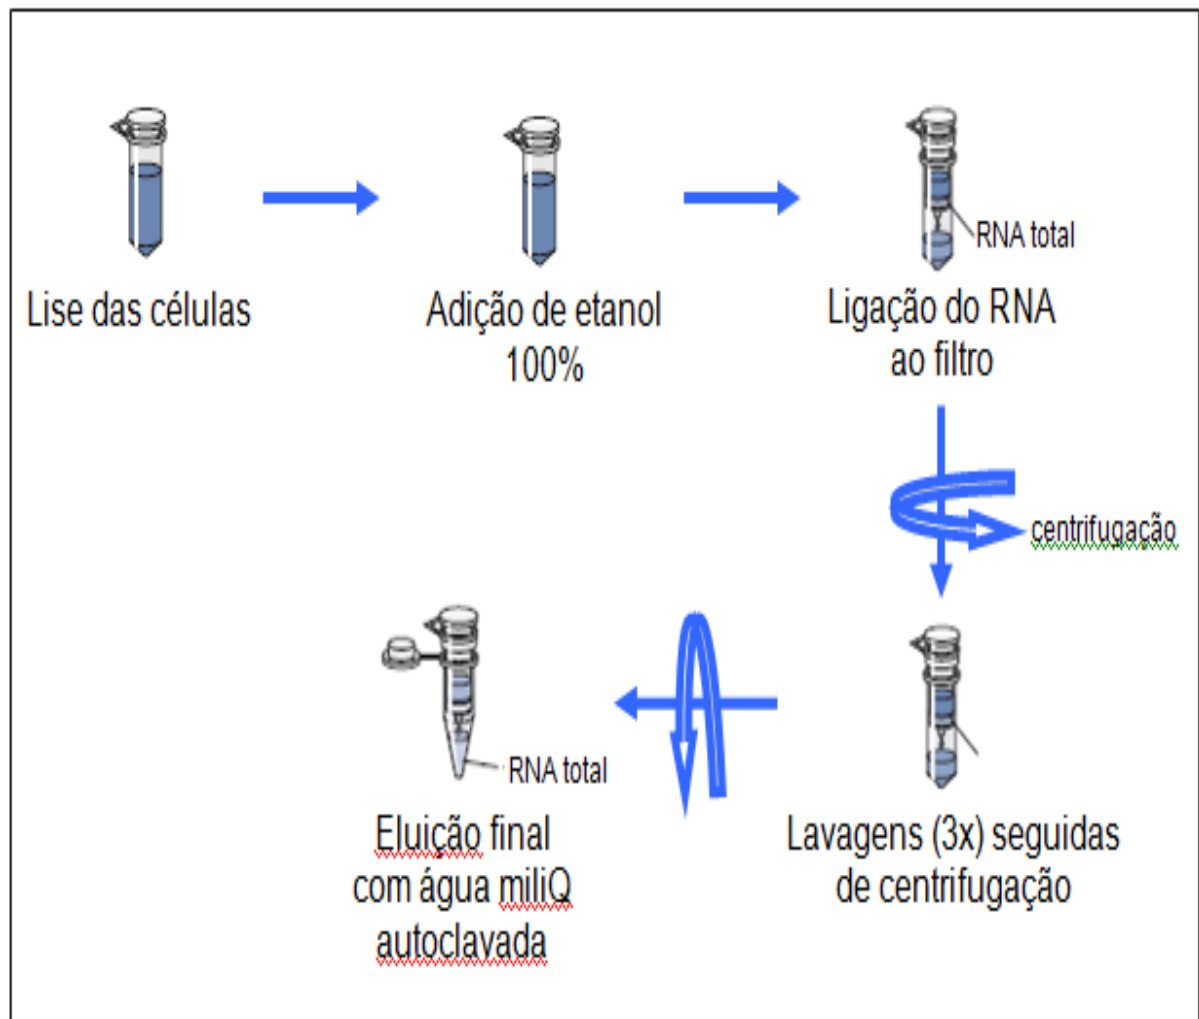 Lise das células
Adição de etanol
100%
RNA total
Ligação do RNA
ao filtro
centrifugação
Lavagens (3x) seguidas
de centrifugação
RNA total
Eluição final
com água miliQ
autoclavada